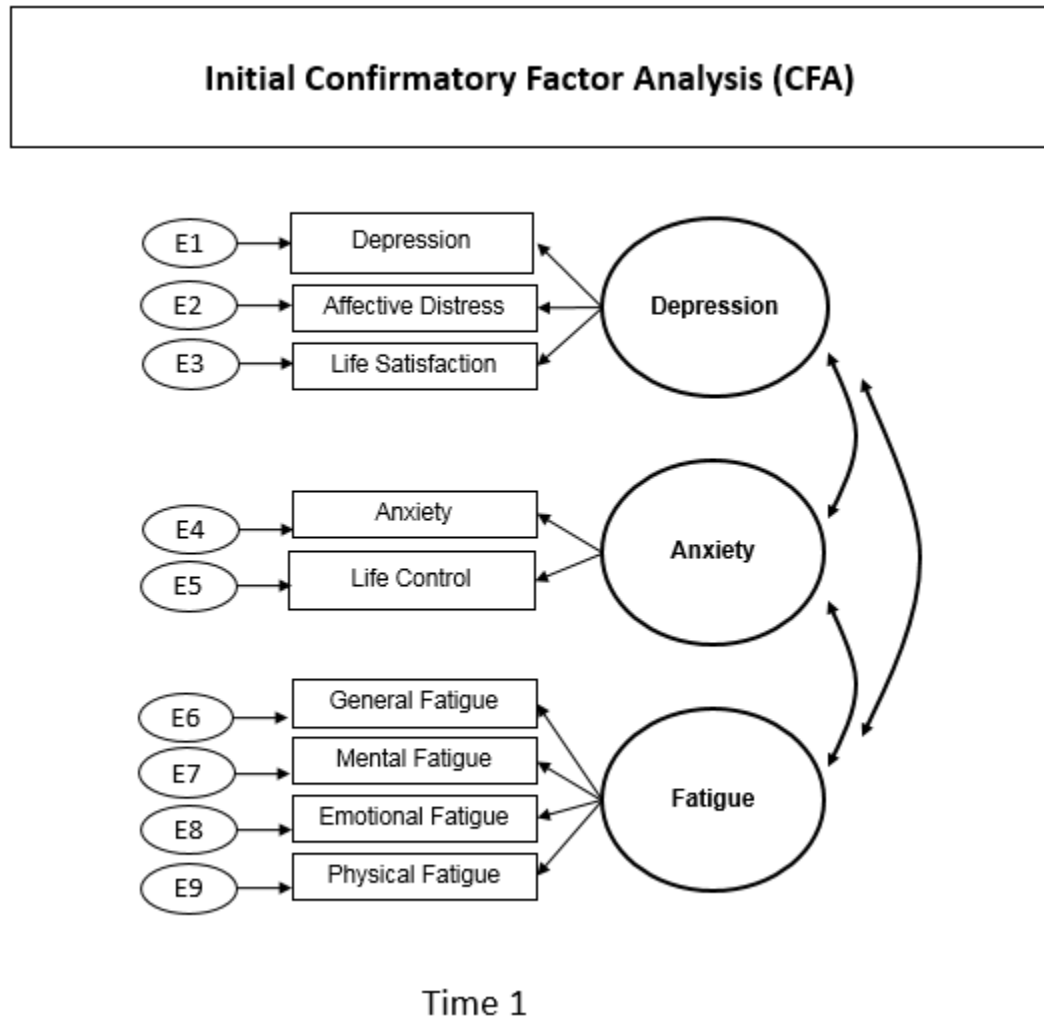 Initial Confirmatory Factor Analysis (CFA)
E1
Depression
E2
Affective Distress
E3
Life Satisfaction
Depression
E4
Anxiety
E5
Life Control
Anxiety
E6
General Fatigue
E7
Mental Fatigue
E8
Emotional Fatigue
E9
Physical Fatigue
Fatigue
Time 1